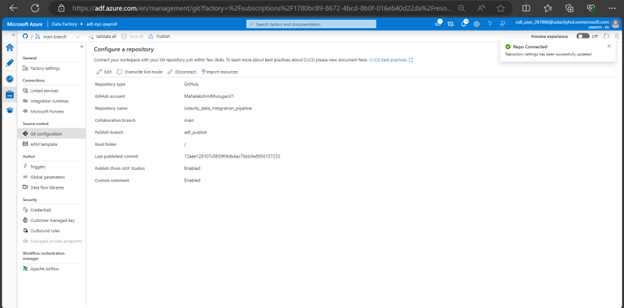 https://adf.azure.com/en/management/git?factory=%2Fsubscriptions%2F1780bc89-8672-4bcd-8b0f-016eb40d22da%2Freso...
Microsoft Azure | Data Factory > adf-nyc-payroll
Search factory and documentation
main branch Validate all Save all Publish
Preview experience Off
Repo Connected
Repository settings has been successfully updated
General
Factory settings
Connections
Linked services
Integration runtimes
Microsoft Purview
Source control
Git configuration
ARM template
Author
Triggers
Global parameters
Data flow libraries
Security
Credentials
Customer managed key
Outbound rules
Managed private endpoints
Workflow orchestration manager
Apache Airflow
Configure a repository
Connect your workspace with your Git repository just within few clicks. To learn more about best practices about CI/CD please view document here. CI/CD best practices
Edit Overwrite live mode Disconnect Import resources
Repository type GitHub
GitHub account
Repository name Udacity_data_integration_pipeline
Collaboration branch main
Publish branch adf_publish
Root folder /
Last published commit
Publish (from ADF Studio) Enabled
Custom comment Enabled